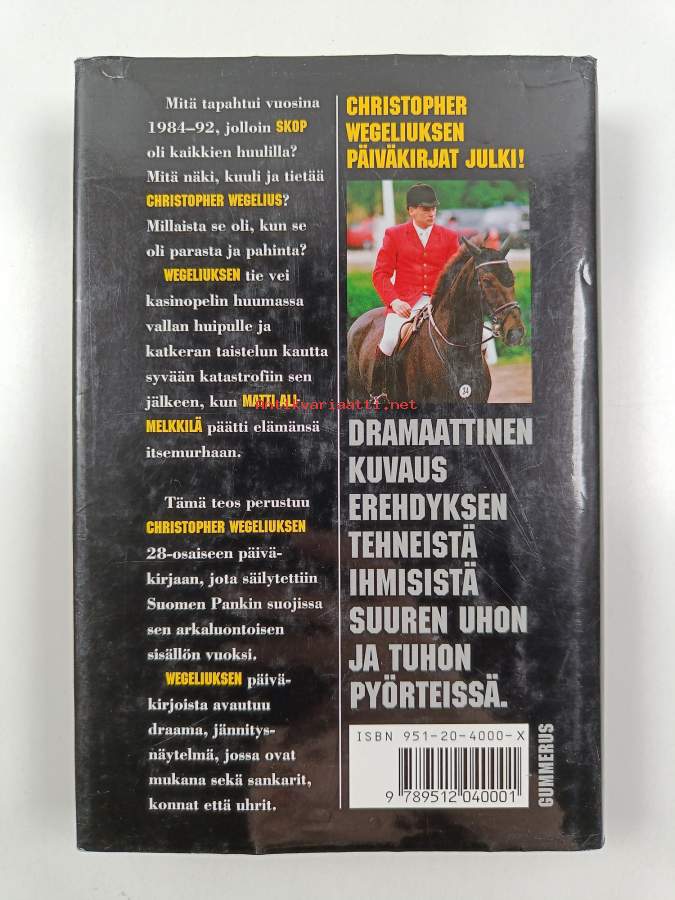 Mitä tapahtui vuosina
1984–92, jolloin SKOP
oli kaikkien huulilla?
Mitä näki, kuuli ja tietää
CHRISTOPHER WEGELIUS?
Millaista se oli, kun se
oli parasta ja pahinta?
WEGELIUKSEN tie vei
kasinopelin huumassa
vallan huipulle ja
katkeran taistelun kautta
syvään katastrofiin sen
jälkeen, kun MATTI ALI-
MELKKILÄ päätti elämänsä
itsemurhaan.
Tämä teos perustuu
CHRISTOPHER WEGELIUKSEN
28-osaiseen päivä-
kirjaan, jota säilytettiin
Suomen Pankin suojissa
sen arkaluontoisen
sisällön vuoksi.
WEGELIUKSEN päivä-
kirjoista avautuu
draama, jännitys-
näytelmä, jossa ovat
mukana sekä sankarit,
konnat että uhrit.
CHRISTOPHER
WEGELIUKSEN
PÄIVÄKIRJAT JULKI!
34
Antikvariaatti.net
DRAMAATTINEN
KUVAUS
EREHDYKSEN
TEHNEISTÄ
IHMISISTÄ
SUUREN UHON
JA TUHON
PYÖRTEISSÄ.
ISBN 951-20-4000-X
9 789512 040001
GUMMERUS